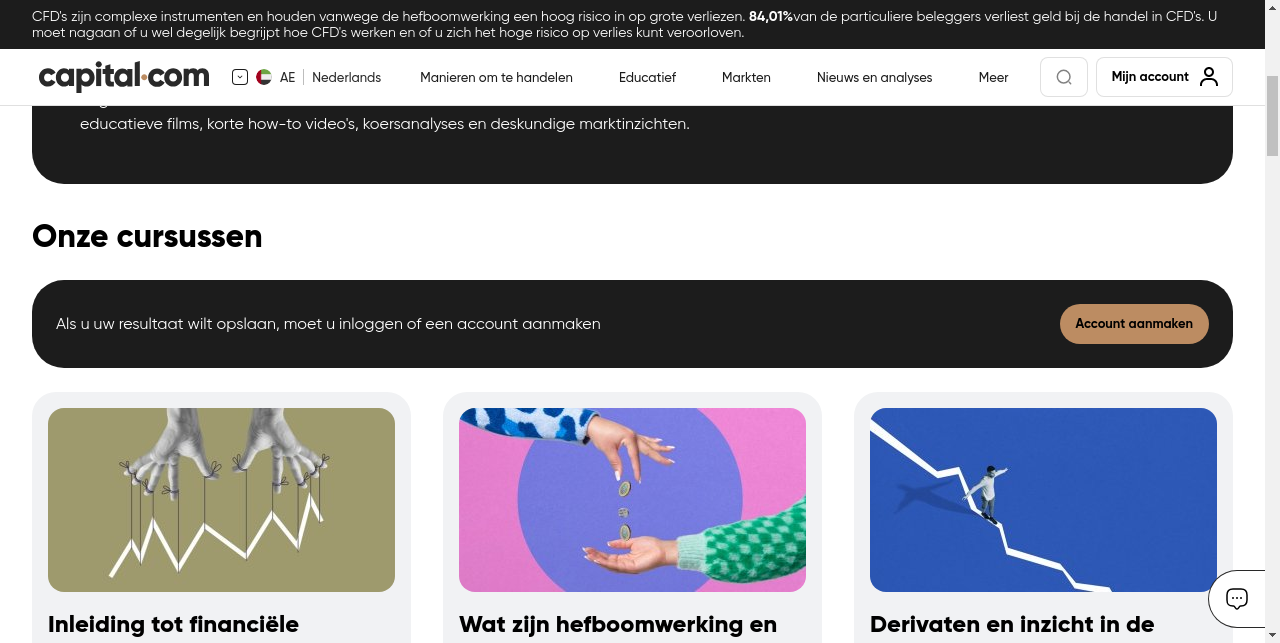 CFD's zijn complexe instrumenten en houden vanwege de hefboomwerking een hoog risico in op grote verliezen. 84,01%van de particuliere beleggers verliest geld bij de handel in CFD's. U
moet nagaan of u wel degelijk begrijpt hoe CFD's werken en of u zich het hoge risico op verlies kunt veroorloven.
capital.com
AE
Nederlands
Manieren om te handelen
Educatief
Markten
Nieuws en analyses
Meer
Mijn account
educatieve films, korte how-to video's, koersanalyses en deskundige marktinzichten.
Onze cursussen
Als u uw resultaat wilt opslaan, moet u inloggen of een account aanmaken
Account aanmaken
Inleiding tot financiële
Wat zijn hefboomwerking en
Derivaten en inzicht in de